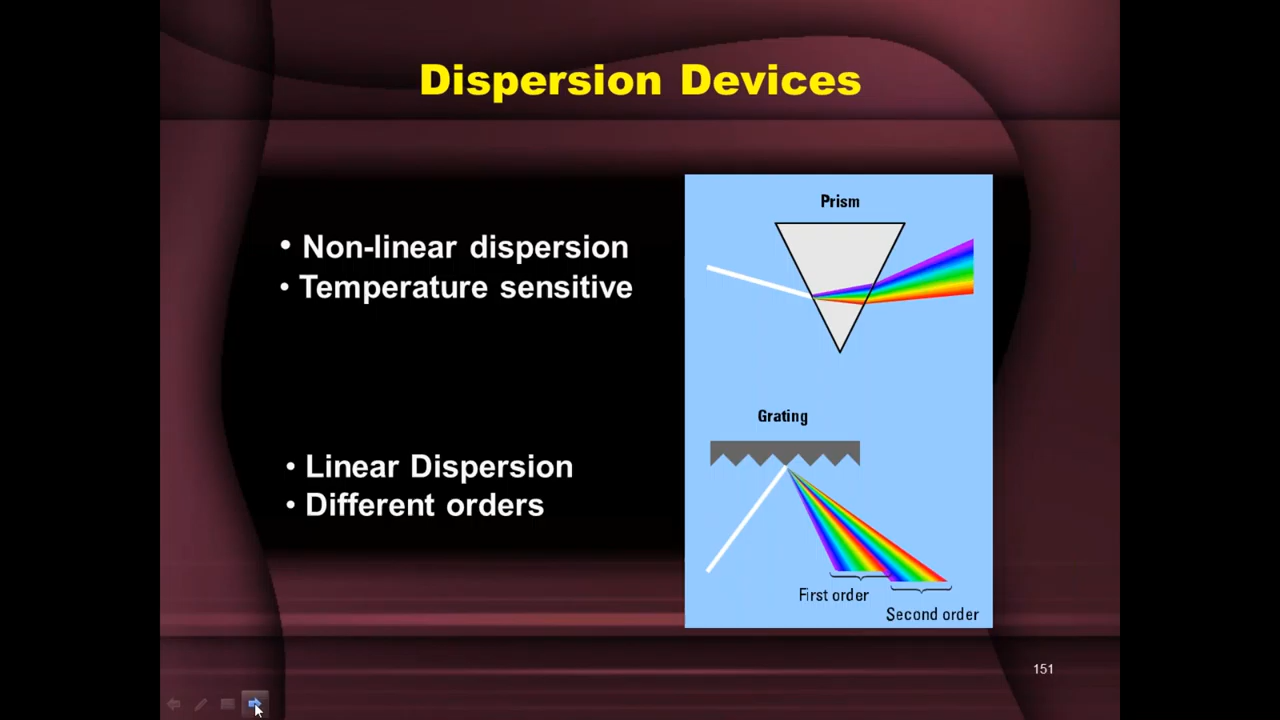 Dispersion Devices
• Non-linear dispersion
• Temperature sensitive
Prism
• Linear Dispersion
• Different orders
Grating
First order
Second order
151